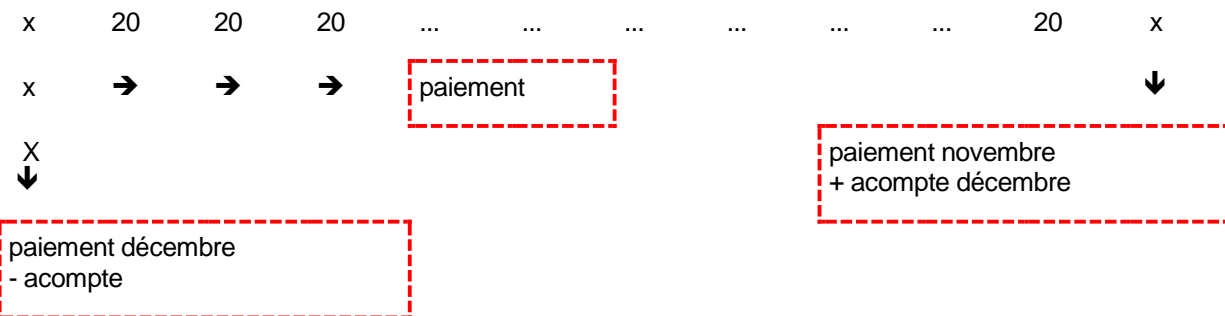 x 20 20 20 ... ... ... ... ... ... 20 x
x ➔ ➔ ➔ paiement 🡻
X
🡻
paiement novembre
+ acompte décembre
paiement décembre
- acompte